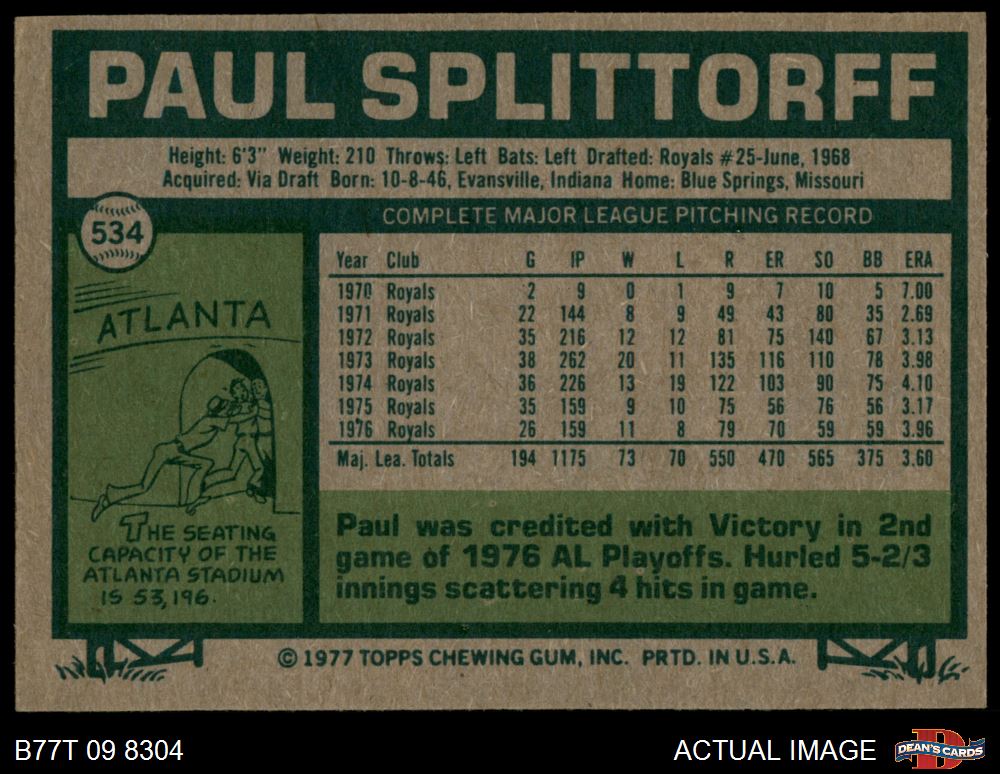 PAUL SPLITTORFF
Height: 6'3" Weight: 210 Throws: Left Bats: Left Drafted: Royals #25-June, 1968
Acquired: Via Draft Born: 10-8-46, Evansville, Indiana Home: Blue Springs, Missouri
534
COMPLETE MAJOR LEAGUE PITCHING RECORD
Year Club G IP W L R ER SO BB ERA
1970 Royals 2 9 0 1 9 7 10 5 7.00
1971 Royals 22 144 8 9 49 43 80 35 2.69
1972 Royals 35 216 12 12 81 75 140 67 3.13
1973 Royals 38 262 20 11 135 116 110 78 3.98
1974 Royals 36 226 13 19 122 103 90 75 4.10
1975 Royals 35 159 9 10 75 56 76 56 3.17
1976 Royals 26 159 11 8 79 70 59 59 3.96
Maj. Lea. Totals 194 1175 73 70 550 470 565 375 3.60
ATLANTA
THE SEATING
CAPACITY OF THE
ATLANTA STADIUM
IS 53,196.
Paul was credited with Victory in 2nd
game of 1976 AL Playoffs. Hurled 5-2/3
innings scattering 4 hits in game.
© 1977 TOPPS CHEWING GUM, INC. PRTD. IN U.S.A.
B77T 09 8304
ACTUAL IMAGE
D
DEAN'S CARDS